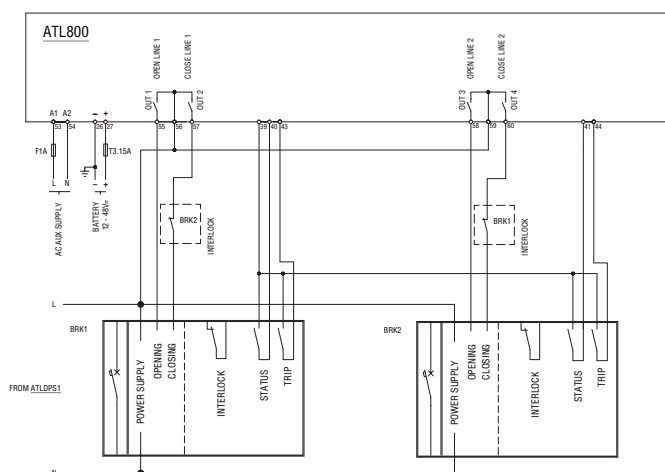 ATL800
OPEN LINE 1
CLOSE LINE 1
OPEN LINE 2
CLOSE LINE 2
OUT 1
OUT 2
OUT 3
OUT 4
A1 A2 – +
53 54 26 27 55 56 57 39 40 43 58 59 60 41 44
F1A
T3.15A
L N – +
AC AUX SUPPLY
BATTERY
12 - 48V=
BRK2
INTERLOCK
BRK1
INTERLOCK
L
BRK1
BRK2
FROM ATLDPS1
POWER SUPPLY
OPENING
CLOSING
INTERLOCK
STATUS
TRIP
POWER SUPPLY
OPENING
CLOSING
INTERLOCK
STATUS
TRIP